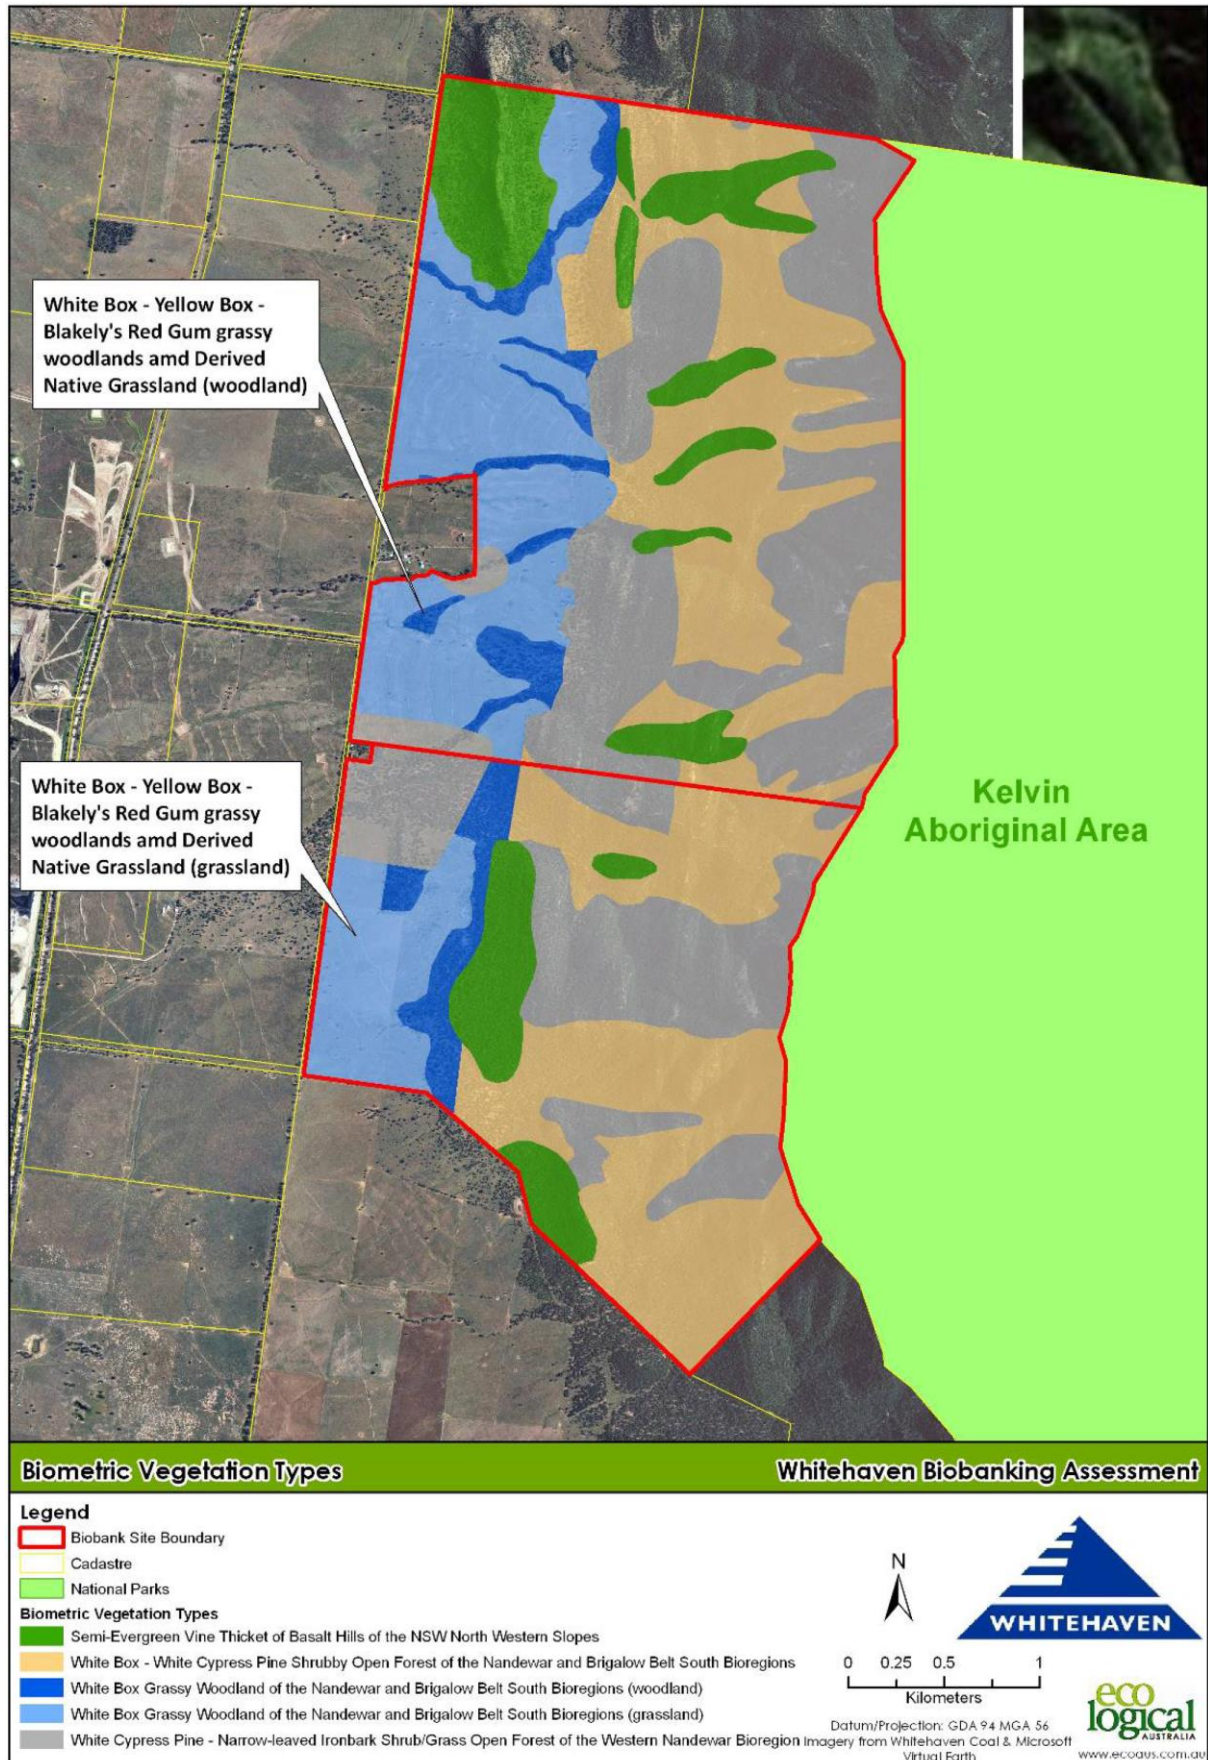 White Box - Yellow Box -
Blakely's Red Gum grassy
woodlands amd Derived
Native Grassland (woodland)
White Box - Yellow Box -
Blakely's Red Gum grassy
woodlands amd Derived
Native Grassland (grassland)
Kelvin
Aboriginal Area
Biometric Vegetation Types
Whitehaven Biobanking Assessment
Legend
Biobank Site Boundary
Cadastre
National Parks
Biometric Vegetation Types
Semi-Evergreen Vine Thicket of Basalt Hills of the NSW North Western Slopes
White Box - White Cypress Pine Shrubby Open Forest of the Nandewar and Brigalow Belt South Bioregions
White Box Grassy Woodland of the Nandewar and Brigalow Belt South Bioregions (woodland)
White Box Grassy Woodland of the Nandewar and Brigalow Belt South Bioregions (grassland)
White Cypress Pine - Narrow-leaved Ironbark Shrub/Grass Open Forest of the Western Nandewar Bioregion
N
0 0.25 0.5 1
Kilometers
Datum/Projection: GDA 94 MGA 56
Imagery from Whitehaven Coal & Microsoft
Virtual Earth
WHITEHAVEN
eco
logical
AUSTRALIA
www.ecoaus.com.au